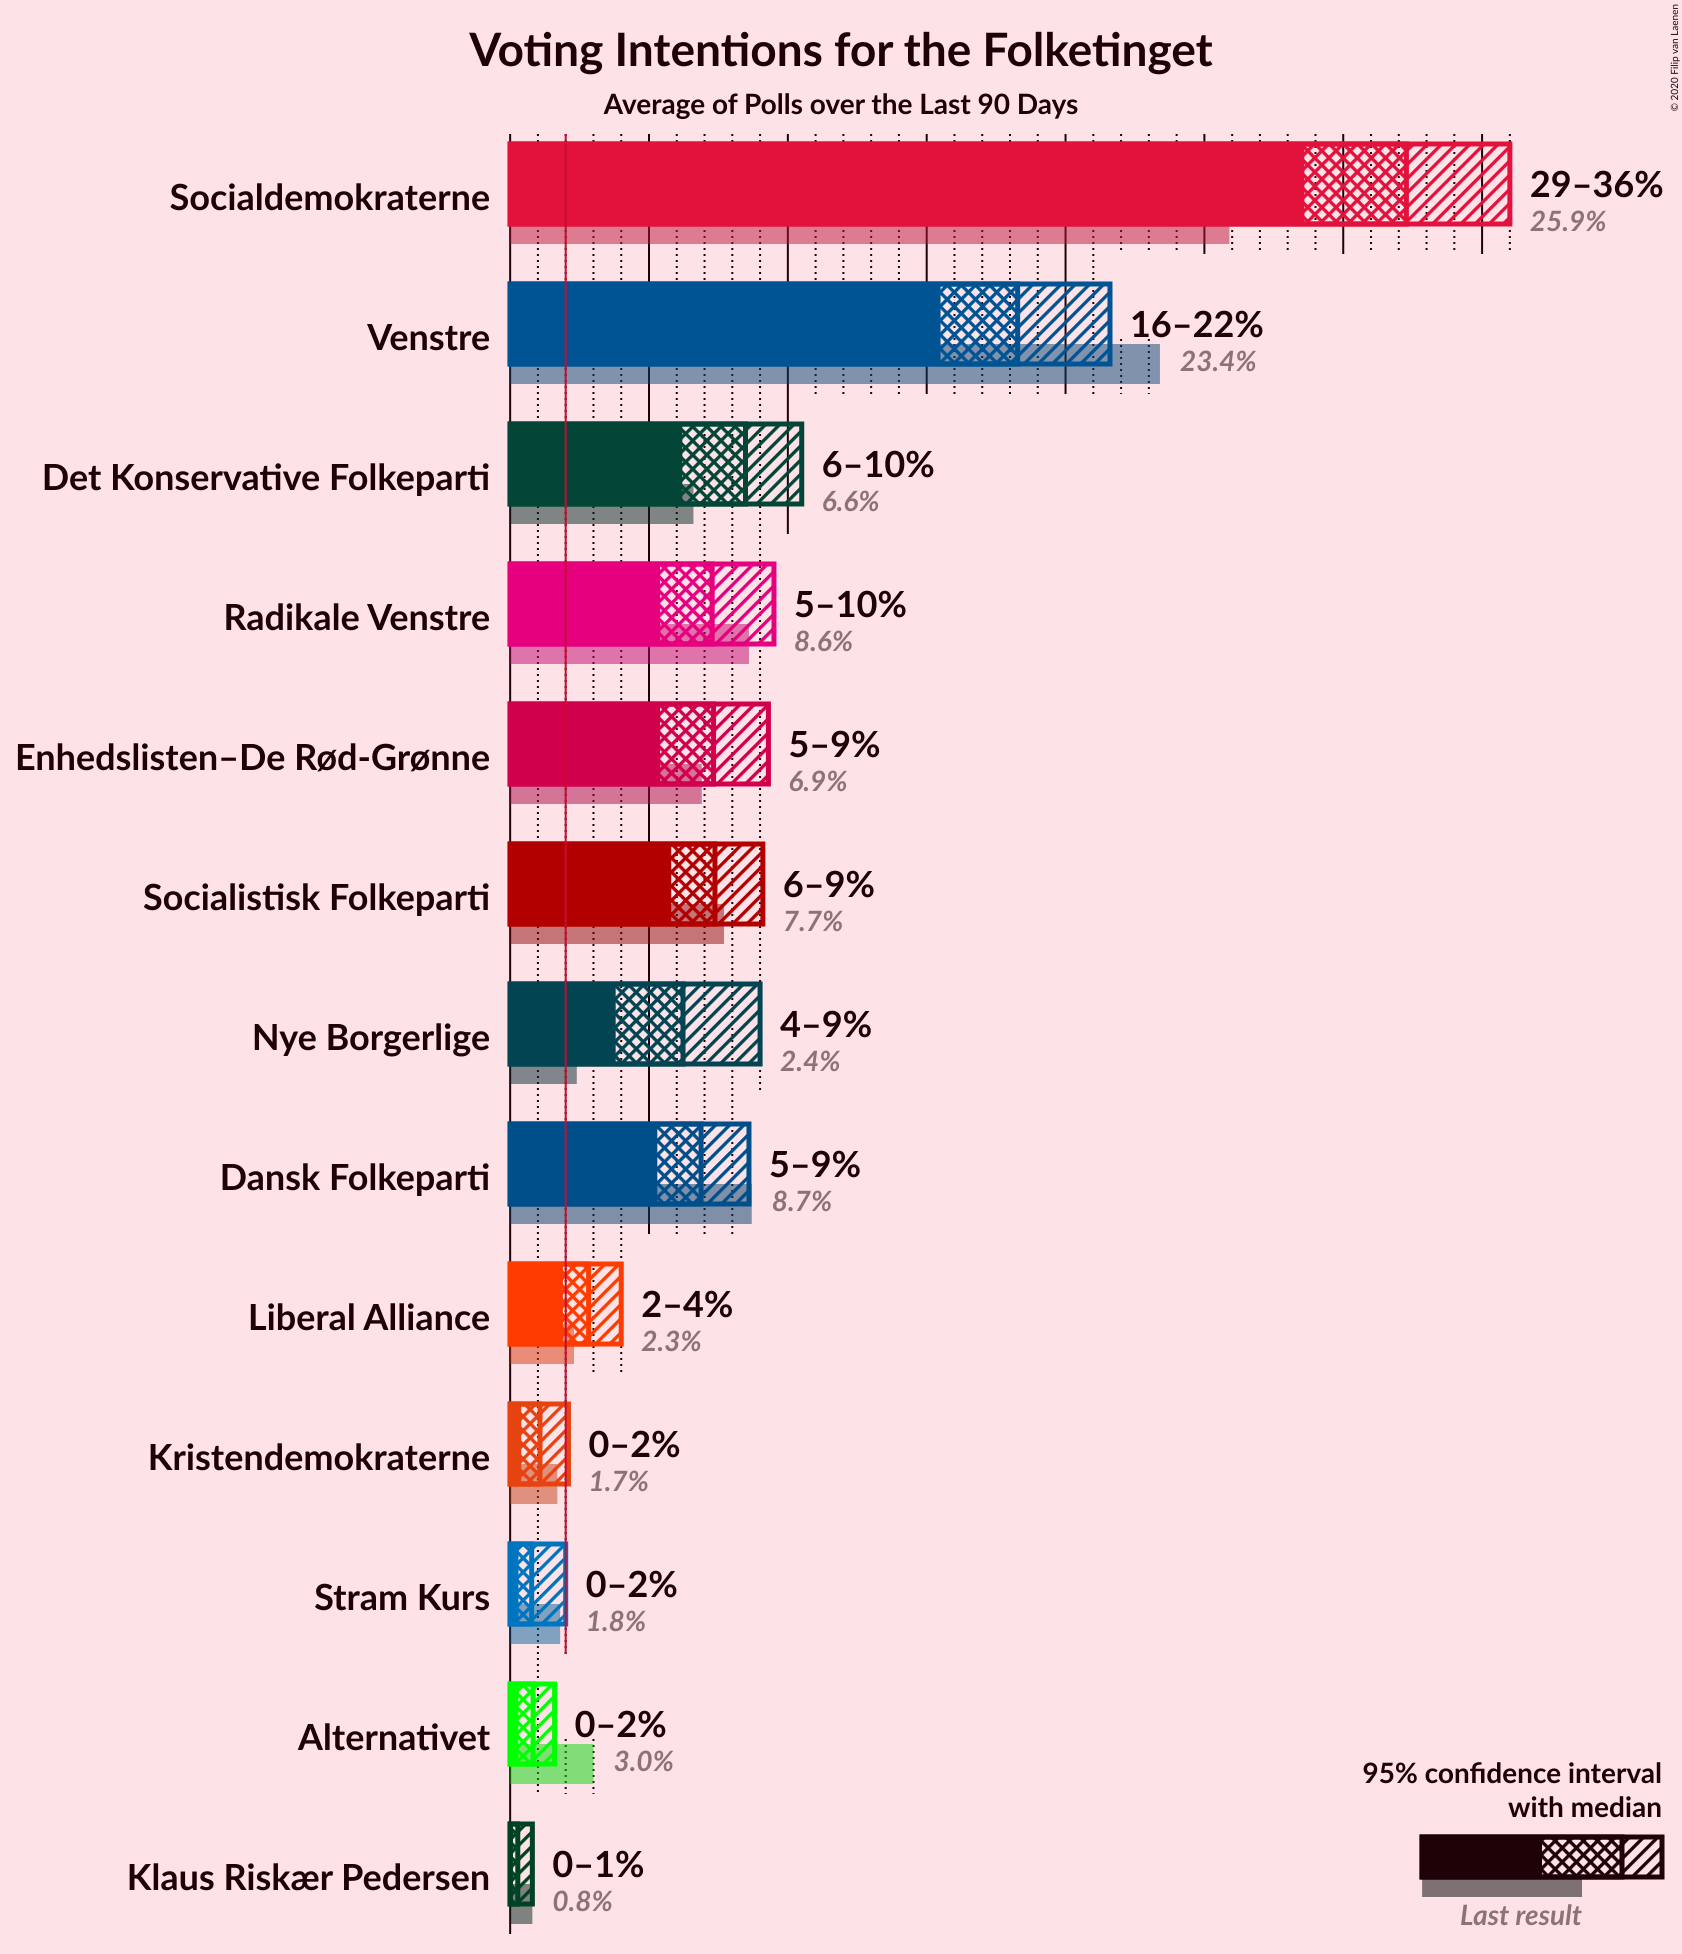 © 2020 Filip van Laenen
Voting Intentions for the Folketinget
Average of Polls over the Last 90 Days
Socialdemokraterne
29–36%
25.9%
Venstre
16–22%
23.4%
Det Konservative Folkeparti
6–10%
6.6%
Radikale Venstre
5–10%
8.6%
Enhedslisten–De Rød-Grønne
5–9%
6.9%
Socialistisk Folkeparti
6–9%
7.7%
Nye Borgerlige
4–9%
2.4%
Dansk Folkeparti
5–9%
8.7%
Liberal Alliance
2–4%
2.3%
Kristendemokraterne
0–2%
1.7%
Stram Kurs
0–2%
1.8%
Alternativet
0–2%
3.0%
Klaus Riskær Pedersen
0–1%
0.8%
95% confidence interval
with median
Last result